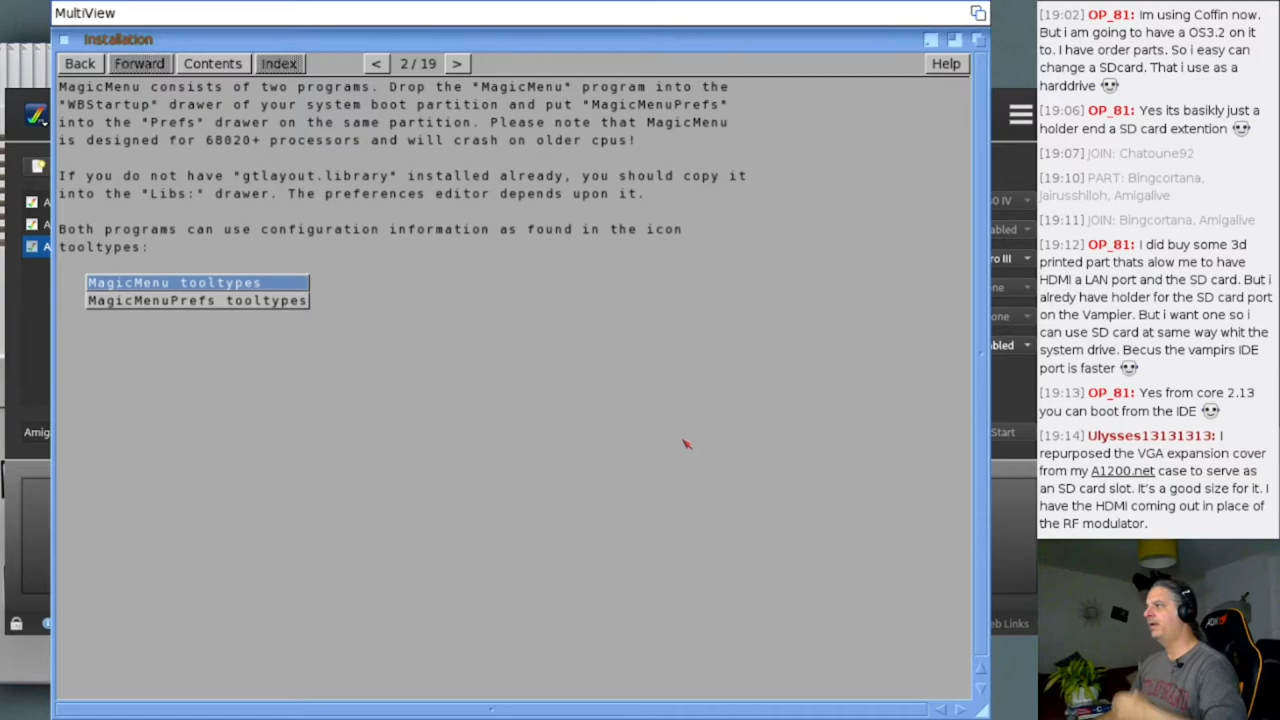 MultiView
Installation
Back Forward Contents Index < 2 / 19 > Help
MagicMenu consists of two programs. Drop the "MagicMenu" program into the
"WBStartup" drawer of your system boot partition and put "MagicMenuPrefs"
into the "Prefs" drawer on the same partition. Please note that MagicMenu
is designed for 68020+ processors and will crash on older cpus!
If you do not have "gtlayout.library" installed already, you should copy it
into the "Libs:" drawer. The preferences editor depends upon it.
Both programs can use configuration information as found in the icon
tooltypes:
MagicMenu tooltypes
MagicMenuPrefs tooltypes
A
A
A
Amig
0 IV
abled
ro III
one
one
abled
Start
eb Links
[19:02] OP_81: Im using Coffin now.
But i am going to have a OS3.2 on it
to. I have order parts. So i easy can
change a SDcard. That i use as a
harddrive
[19:06] OP_81: Yes its basikly just a
holder end a SD card extention
[19:07] JOIN: Chatoune92
[19:10] PART: Bingcortana,
jairusshiloh, Amigalive
[19:11] JOIN: Bingcortana, Amigalive
[19:12] OP_81: I did buy some 3d
printed part thats alow me to have
HDMI a LAN port and the SD card. But i
alredy have holder for the SD card port
on the Vampier. But i want one so i
can use SD card at same way whit the
system drive. Becus the vampirs IDE
port is faster
[19:13] OP_81: Yes from core 2.13
you can boot from the IDE
[19:14] Ulysses13131313: I
repurposed the VGA expansion cover
from my A1200.net case to serve as
an SD card slot. It's a good size for it. I
have the HDMI coming out in place of
the RF modulator.